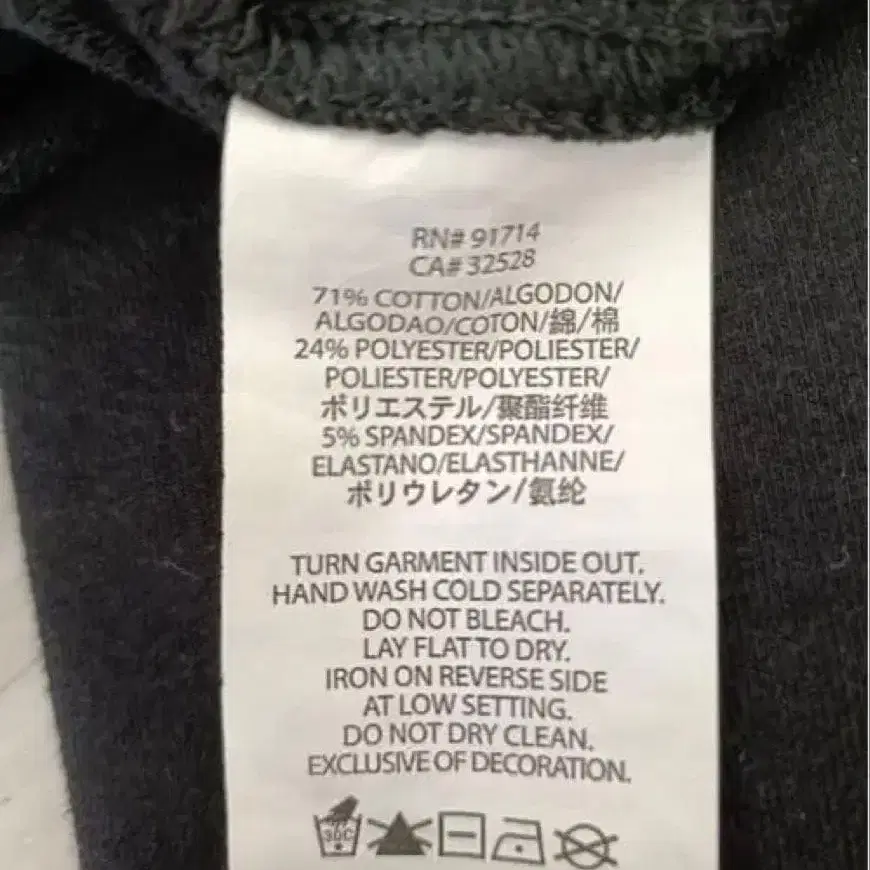 RN# 91714
CA# 32528
71% COTTON/ALGODON/
ALGODAO/COTON/綿/棉
24% POLYESTER/POLIESTER/
POLIESTER/POLYESTER/
ポリエステル/聚酯纤维
5% SPANDEX/SPANDEX/
ELASTANO/ELASTHANNE/
ポリウレタン/氨纶
TURN GARMENT INSIDE OUT.
HAND WASH COLD SEPARATELY.
DO NOT BLEACH.
LAY FLAT TO DRY.
IRON ON REVERSE SIDE
AT LOW SETTING.
DO NOT DRY CLEAN.
EXCLUSIVE OF DECORATION.
30C